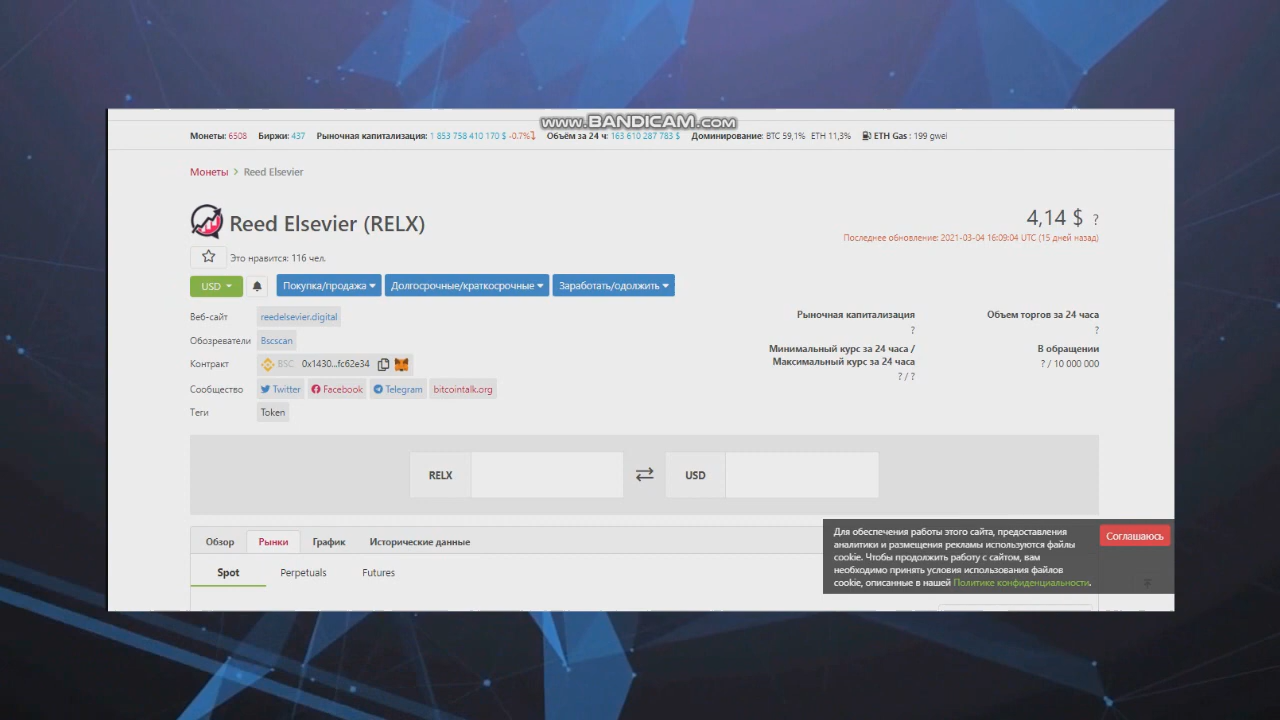 www.BANDICAM.com
Монеты: 6508 Биржи: 437 Рыночная капитализация: 1 853 758 410 170 $ -0.7% Объём за 24 ч: 163 610 287 783 $ Доминирование: BTC 59,1% ETH 11,3% ETH Gas : 199 gwei
Монеты > Reed Elsevier
Reed Elsevier (RELX)
4,14 $ ?
Последнее обновление: 2021-03-04 16:09:04 UTC (15 дней назад)
Это нравится: 116 чел.
USD Покупка/продажа Долгосрочные/краткосрочные Заработать/одолжить
Веб-сайт reedelsevier.digital
Обозреватели Bscscan
Контракт BSC 0x1430...fc62e34
Сообщество Twitter Facebook Telegram bitcointalk.org
Теги Token
Рыночная капитализация
?
Минимальный курс за 24 часа /
Максимальный курс за 24 часа
? / ?
Объем торгов за 24 часа
?
В обращении
? / 10 000 000
RELX USD
Обзор Рынки График Исторические данные
Spot Perpetuals Futures
Для обеспечения работы этого сайта, предоставления
аналитики и размещения рекламы используются файлы
cookie. Чтобы продолжить работу с сайтом, вам
необходимо принять условия использования файлов
cookie, описанные в нашей Политике конфиденциальности.
Соглашаюсь